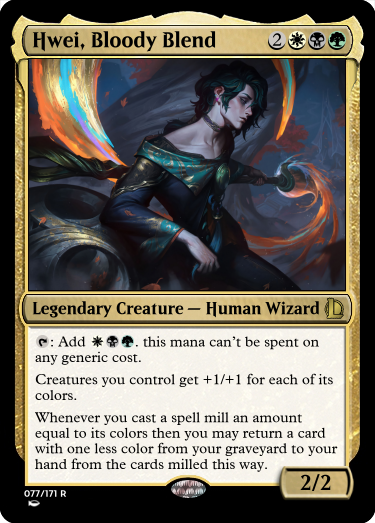 Hwei, Bloody Blend 2
Legendary Creature — Human Wizard
: Add . this mana can't be spent on
any generic cost.
Creatures you control get +1/+1 for each of its
colors.
Whenever you cast a spell mill an amount
equal to its colors then you may return a card
with one less color from your graveyard to your
hand from the cards milled this way.
2/2
077/171 R